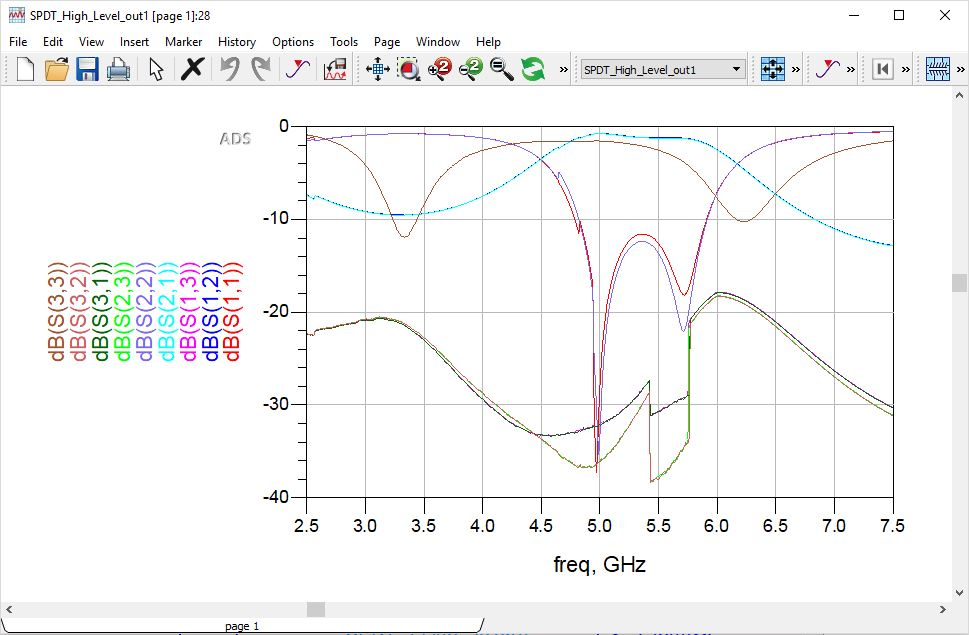 SPDT_High_Level_out1 [page 1]:28
File Edit View Insert Marker History Options Tools Page Window Help
2 2 » SPDT_High_Level_out1 » » » »
ADS
0
-10
-20
-30
-40
2.5 3.0 3.5 4.0 4.5 5.0 5.5 6.0 6.5 7.0 7.5
freq, GHz
dB(S(3,3))
dB(S(3,2))
dB(S(3,1))
dB(S(2,3))
dB(S(2,2))
dB(S(2,1))
dB(S(1,3))
dB(S(1,2))
dB(S(1,1))
page 1